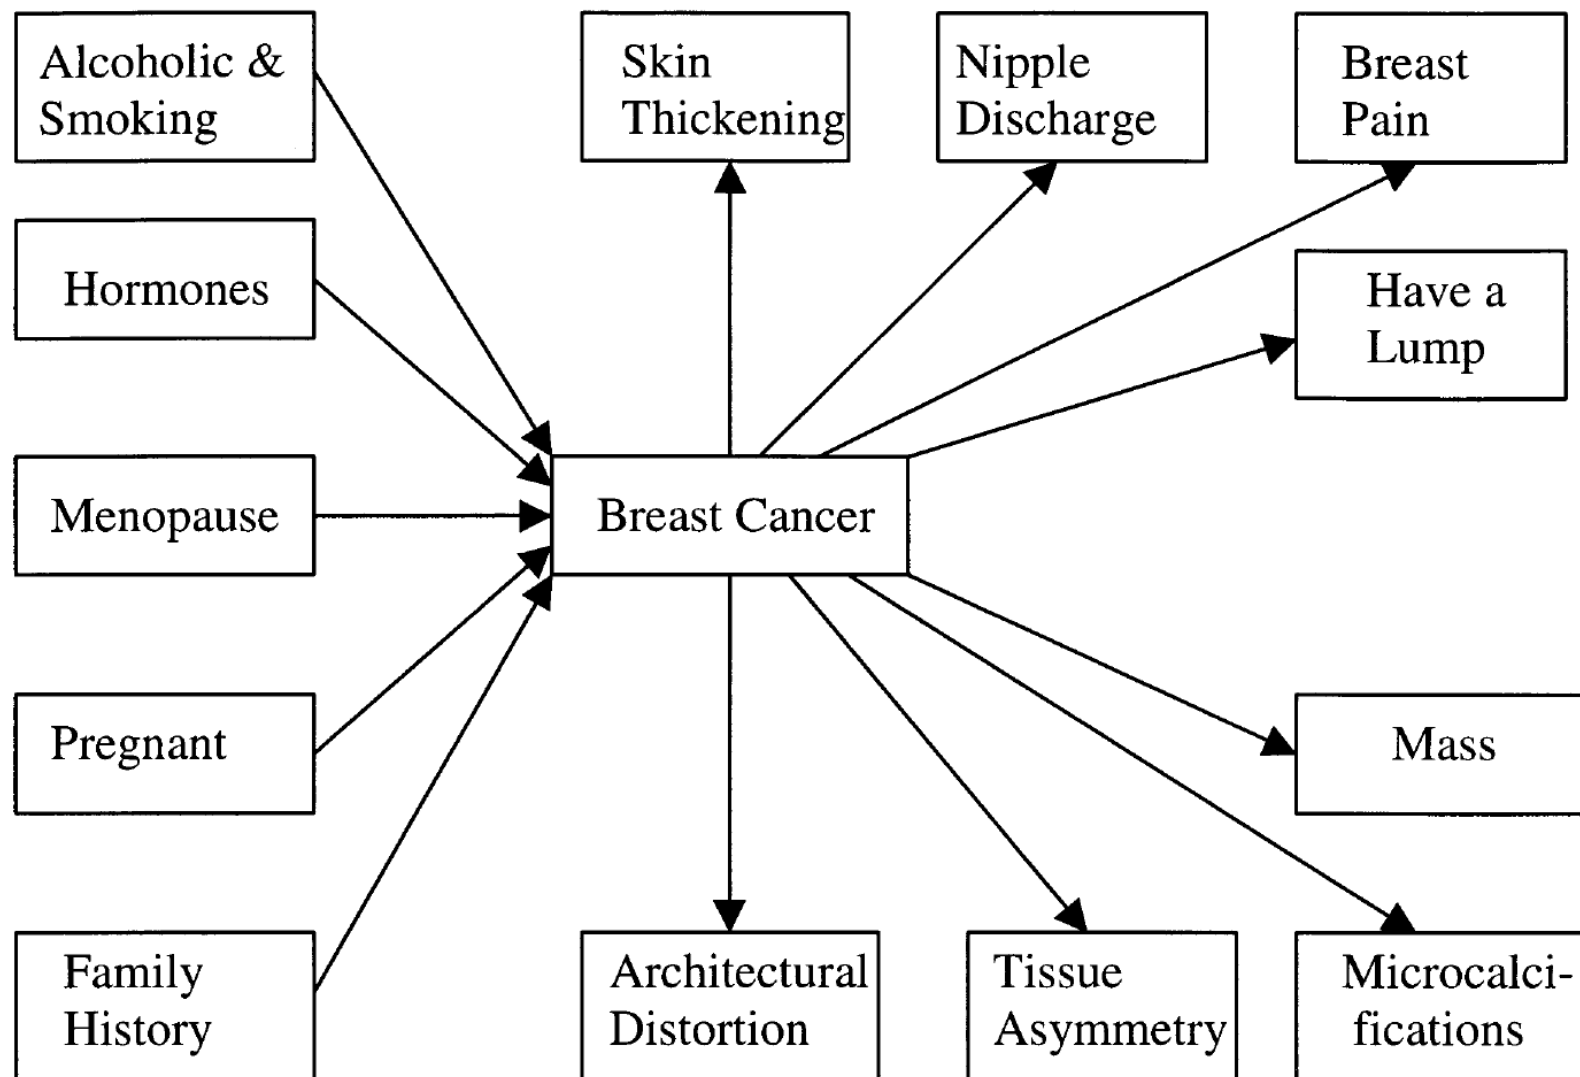 Alcoholic &
Smoking
Skin
Thickening
Nipple
Discharge
Breast
Pain
Hormones
Have a
Lump
Menopause
Breast Cancer
Pregnant
Mass
Family
History
Architectural
Distortion
Tissue
Asymmetry
Microcalci-
fications